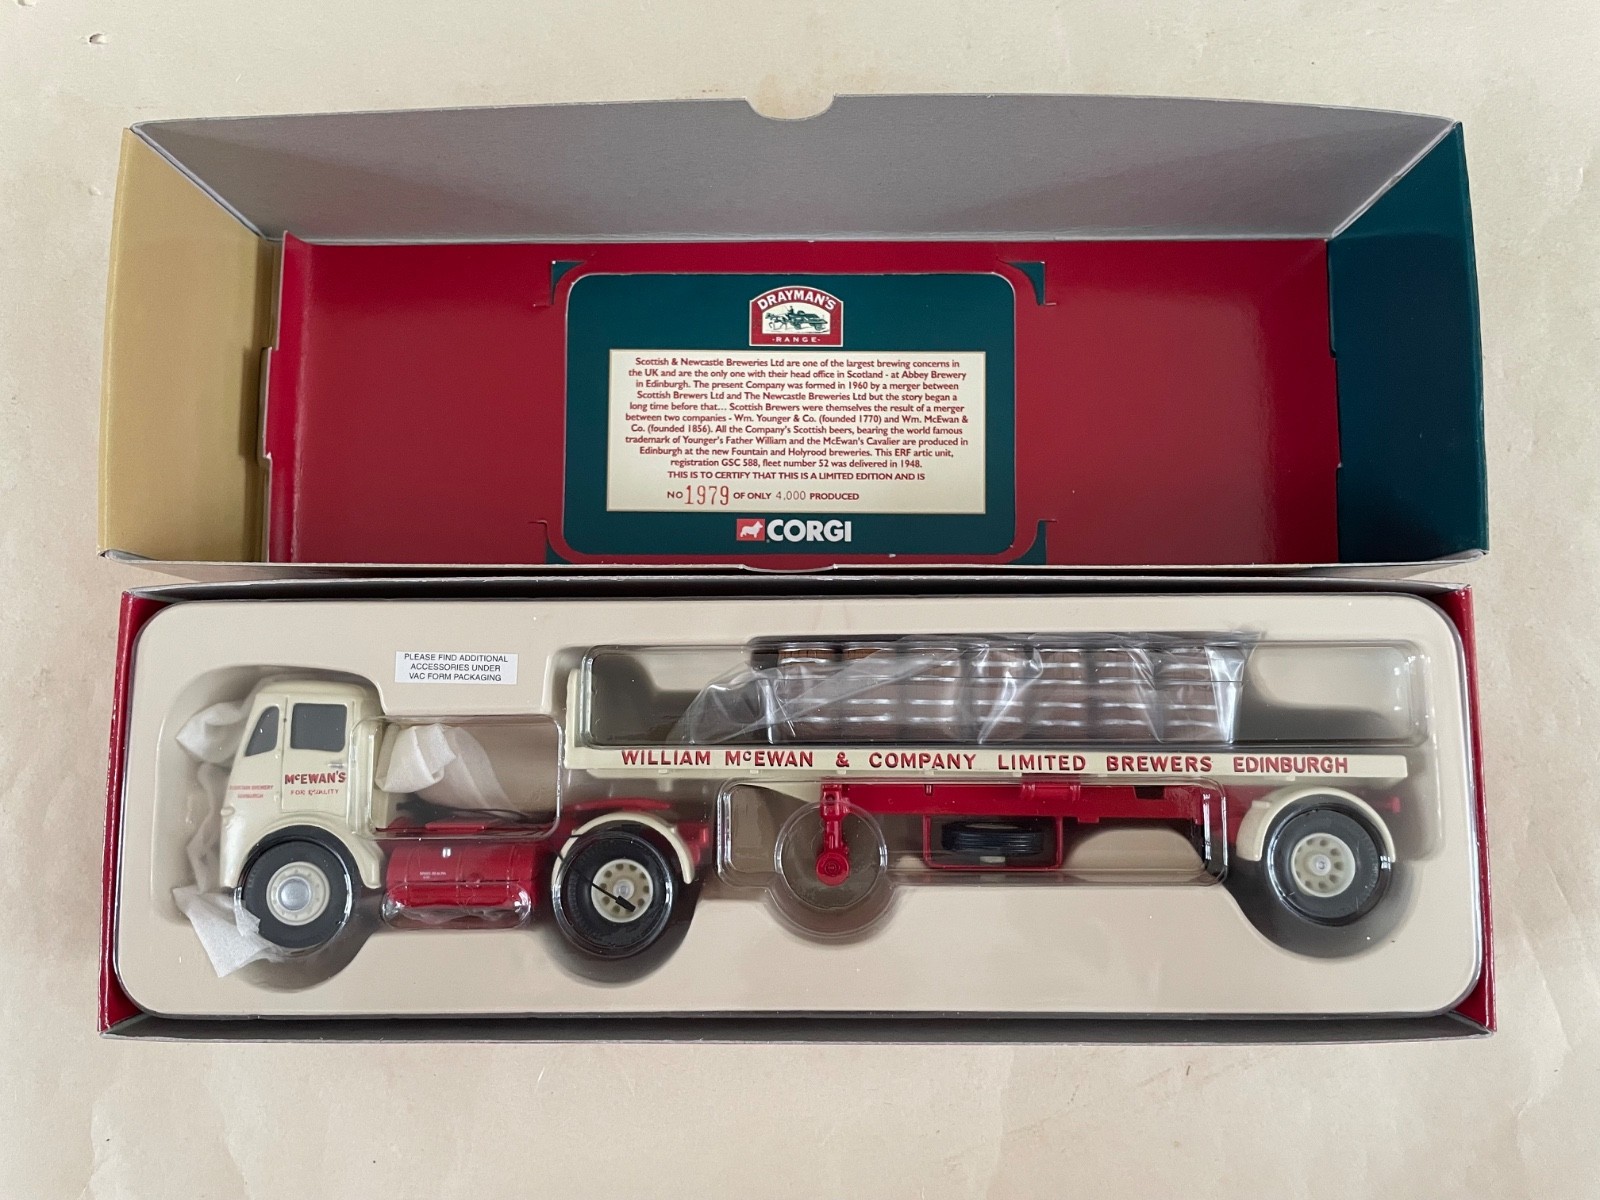 DRAYMAN'S
·RANGE·
Scottish & Newcastle Breweries Ltd are one of the largest brewing concerns in
the UK and are the only one with their head office in Scotland - at Abbey Brewery
in Edinburgh. The present Company was formed in 1960 by a merger between
Scottish Brewers Ltd and The Newcastle Breweries Ltd but the story began a
long time before that... Scottish Brewers were themselves the result of a merger
between two companies - Wm. Younger & Co. (founded 1770) and Wm. McEwan &
Co. (founded 1856). All the Company's Scottish beers, bearing the world famous
trademark of Younger's Father William and the McEwan's Cavalier are produced in
Edinburgh at the new Fountain and Holyrood breweries. This ERF artic unit,
registration GSC 588, fleet number 52 was delivered in 1948.
THIS IS TO CERTIFY THAT THIS IS A LIMITED EDITION AND IS
NO 1979 OF ONLY 4,000 PRODUCED
CORGI
PLEASE FIND ADDITIONAL
ACCESSORIES UNDER
VAC FORM PACKAGING
WILLIAM McEWAN & COMPANY LIMITED BREWERS EDINBURGH
McEWAN'S
FOR QUALITY
FOUNTAIN BREWERY
EDINBURGH